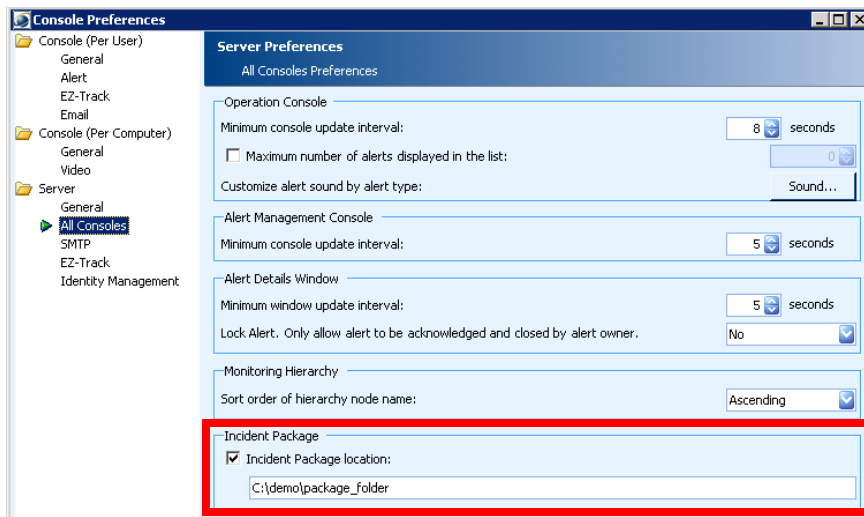 Console Preferences
Console (Per User)
General
Alert
EZ-Track
Email
Console (Per Computer)
General
Video
Server
General
All Consoles
SMTP
EZ-Track
Identity Management
Server Preferences
All Consoles Preferences
Operation Console
Minimum console update interval: 8 seconds
Maximum number of alerts displayed in the list: 0
Customize alert sound by alert type: Sound...
Alert Management Console
Minimum console update interval: 5 seconds
Alert Details Window
Minimum window update interval: 5 seconds
Lock Alert. Only allow alert to be acknowledged and closed by alert owner. No
Monitoring Hierarchy
Sort order of hierarchy node name: Ascending
Incident Package
Incident Package location:
C:\demo\package_folder